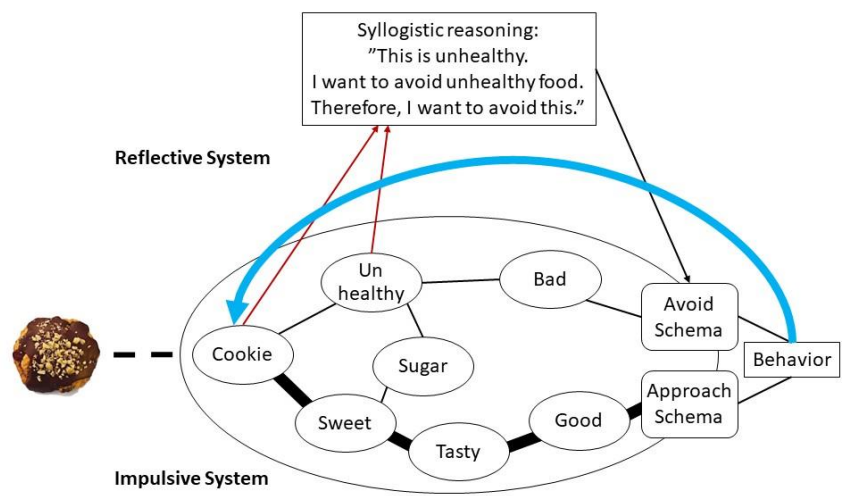 Syllogistic reasoning:
”This is unhealthy.
I want to avoid unhealthy food.
Therefore, I want to avoid this.”
Reflective System
Un
healthy
Bad
Avoid
Schema
Cookie
Sugar
Behavior
Approach
Schema
Sweet
Good
Tasty
Impulsive System